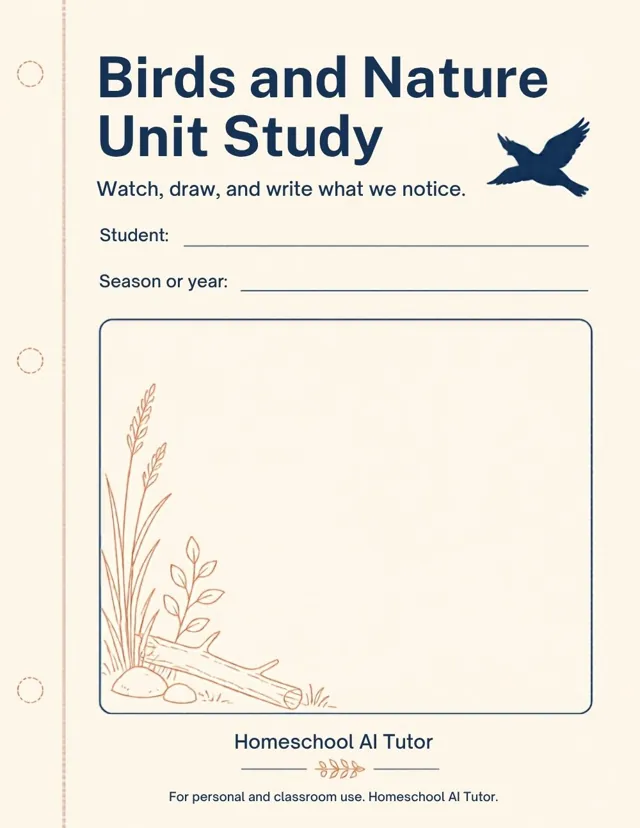 Birds and Nature
Unit Study
Watch, draw, and write what we notice.
Student:
Season or year:
Homeschool AI Tutor
For personal and classroom use. Homeschool AI Tutor.